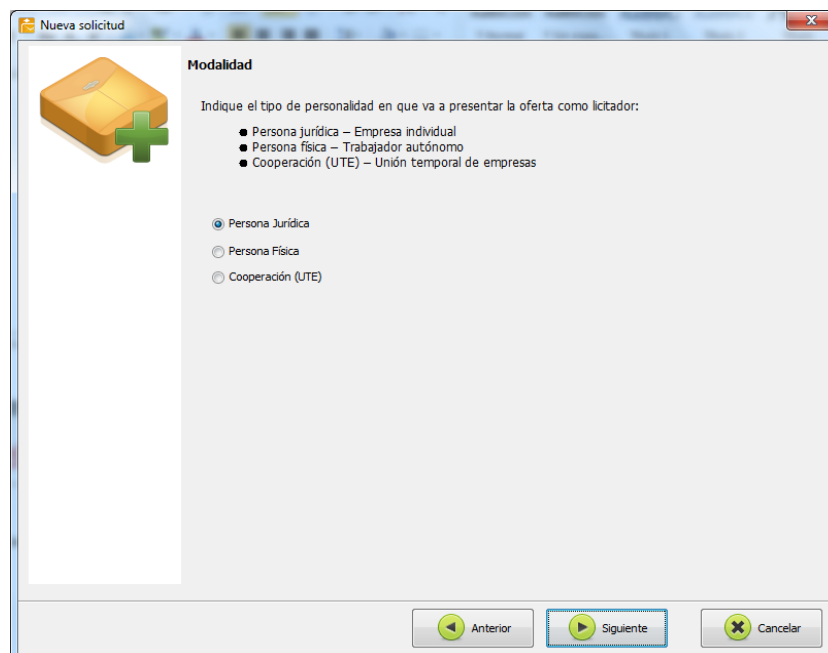 Nueva solicitud
Modalidad
Indique el tipo de personalidad en que va a presentar la oferta como licitador:
● Persona jurídica – Empresa individual
● Persona física – Trabajador autónomo
● Cooperación (UTE) – Unión temporal de empresas
Persona Jurídica
Persona Física
Cooperación (UTE)
Anterior
Siguiente
Cancelar